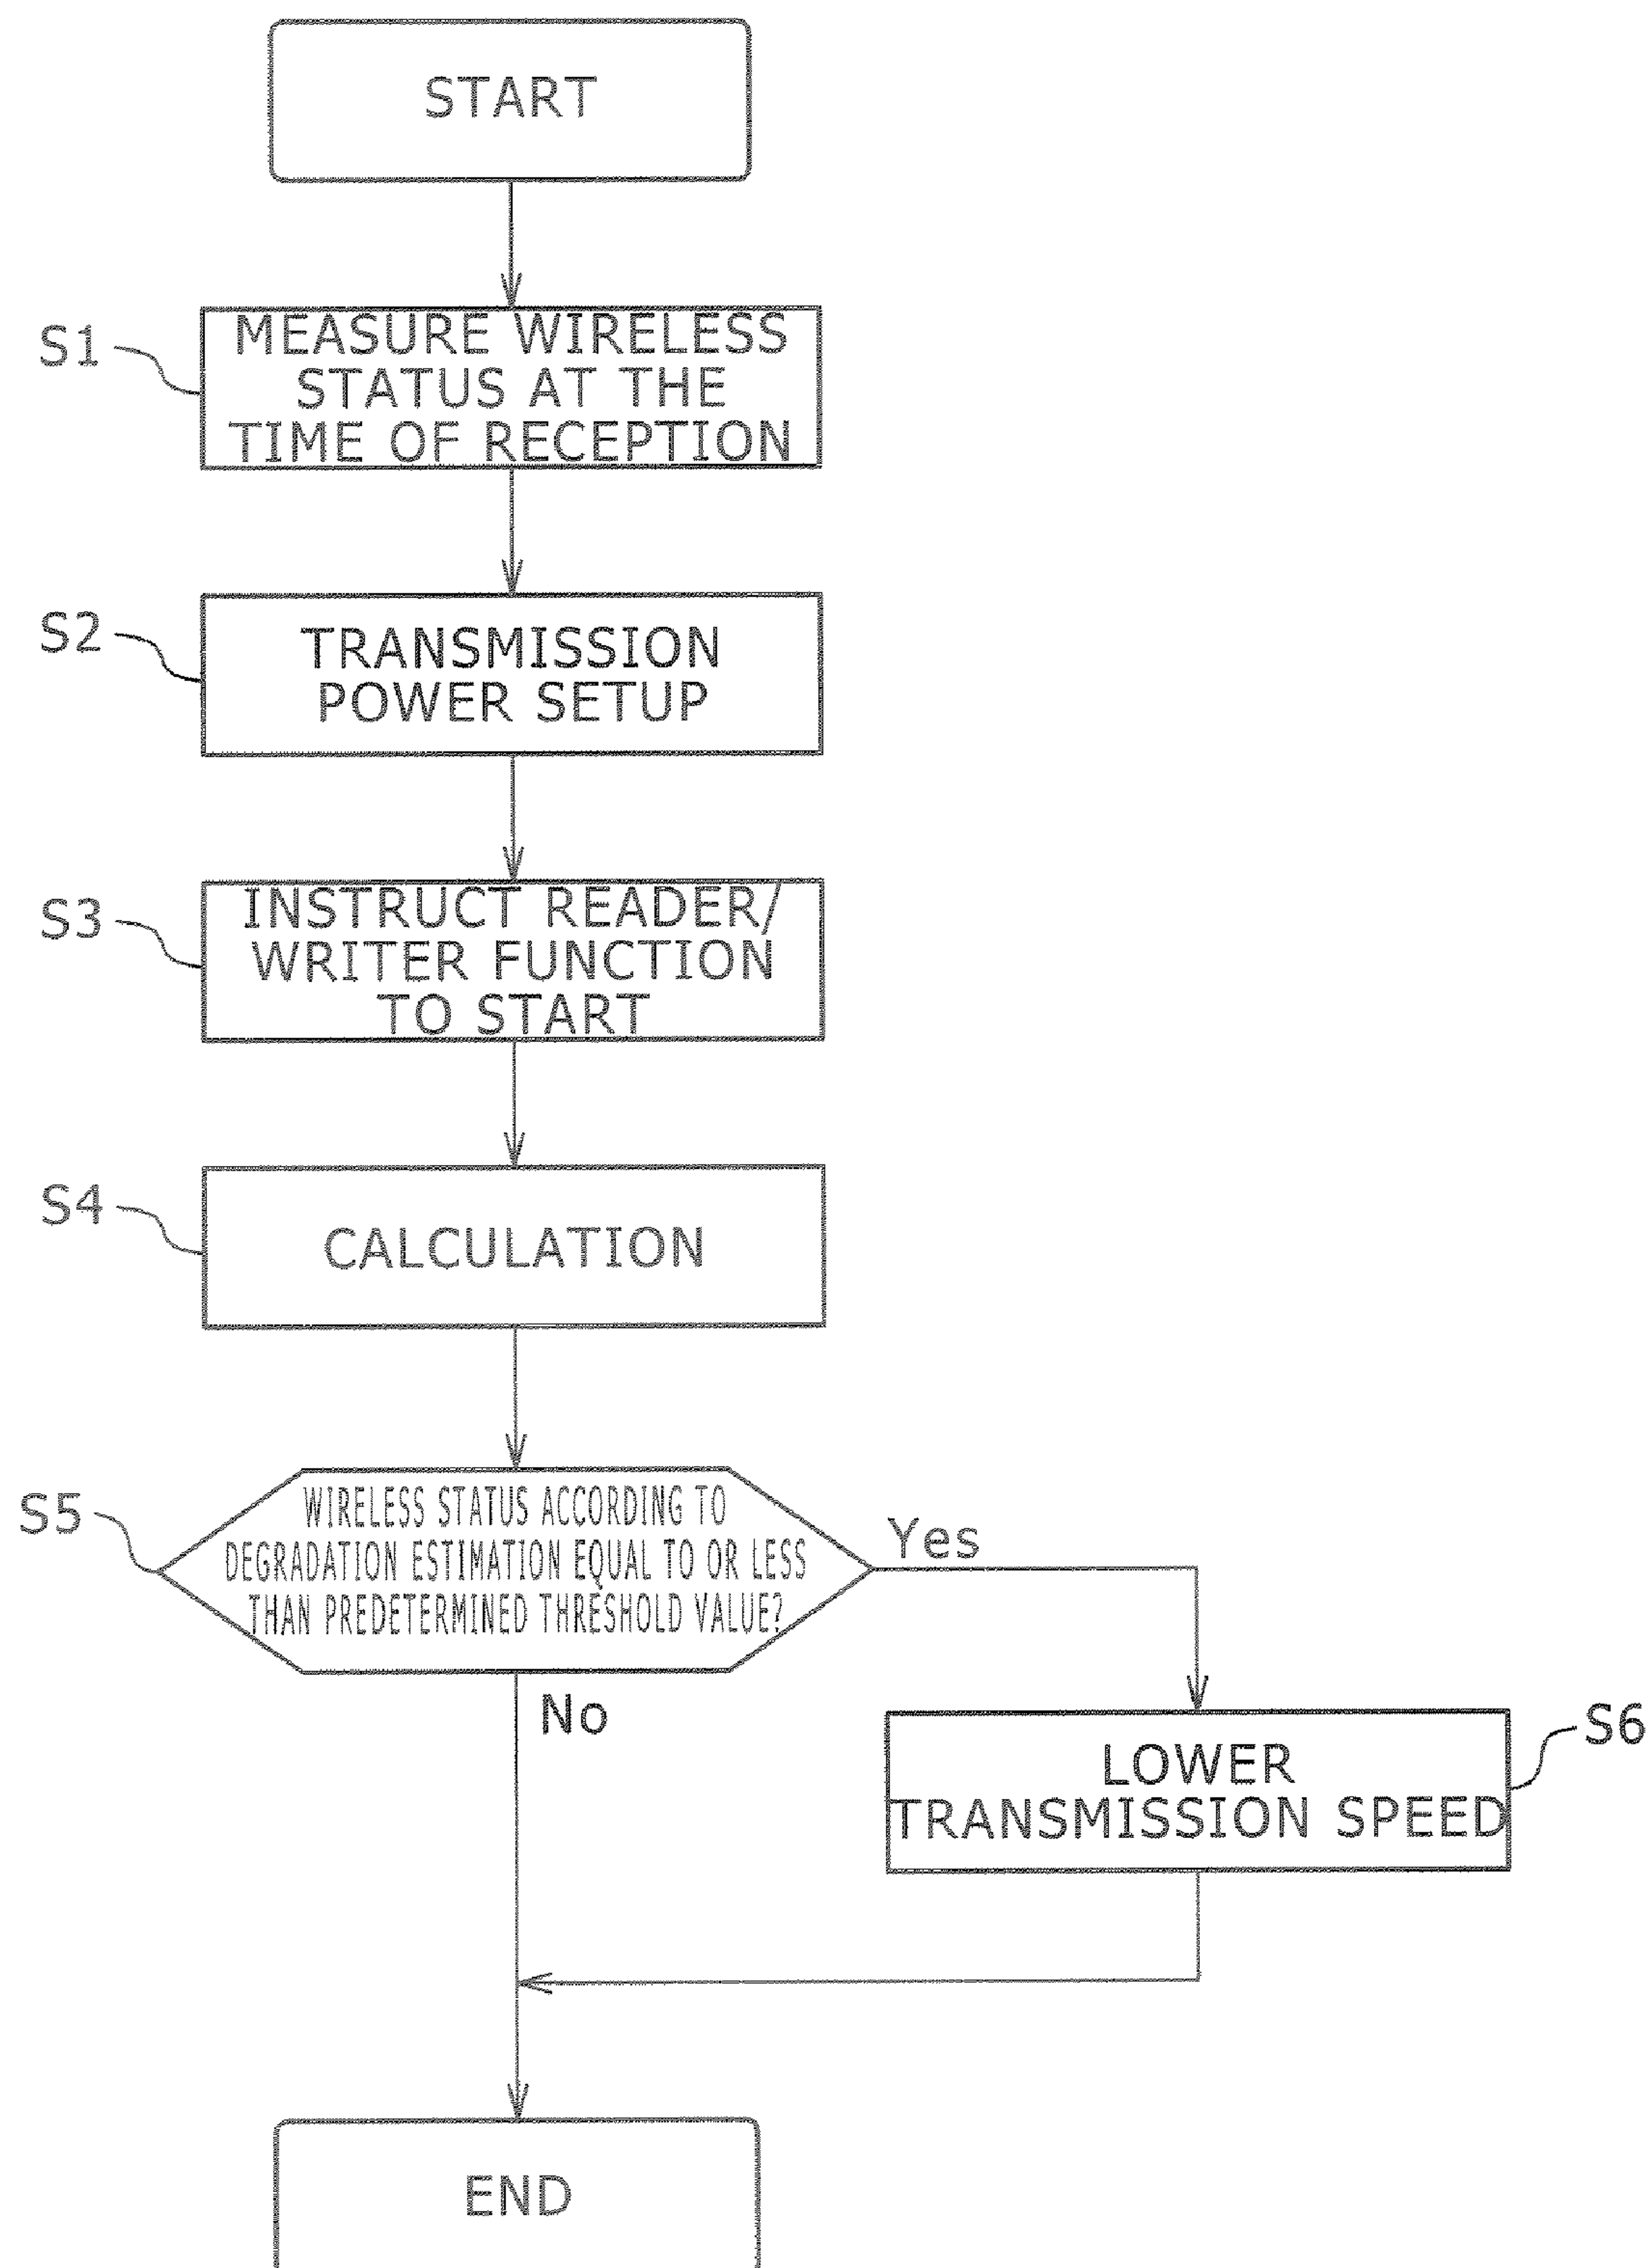 START
S1
MEASURE WIRELESS
STATUS AT THE
TIME OF RECEPTION
S2
TRANSMISSION
POWER SETUP
S3
INSTRUCT READER/
WRITER FUNCTION
TO START
S4
CALCULATION
S5
WIRELESS STATUS ACCORDING TO
DEGRADATION ESTIMATION EQUAL TO OR LESS
THAN PREDETERMINED THRESHOLD VALUE?
Yes
No
S6
LOWER
TRANSMISSION SPEED
END